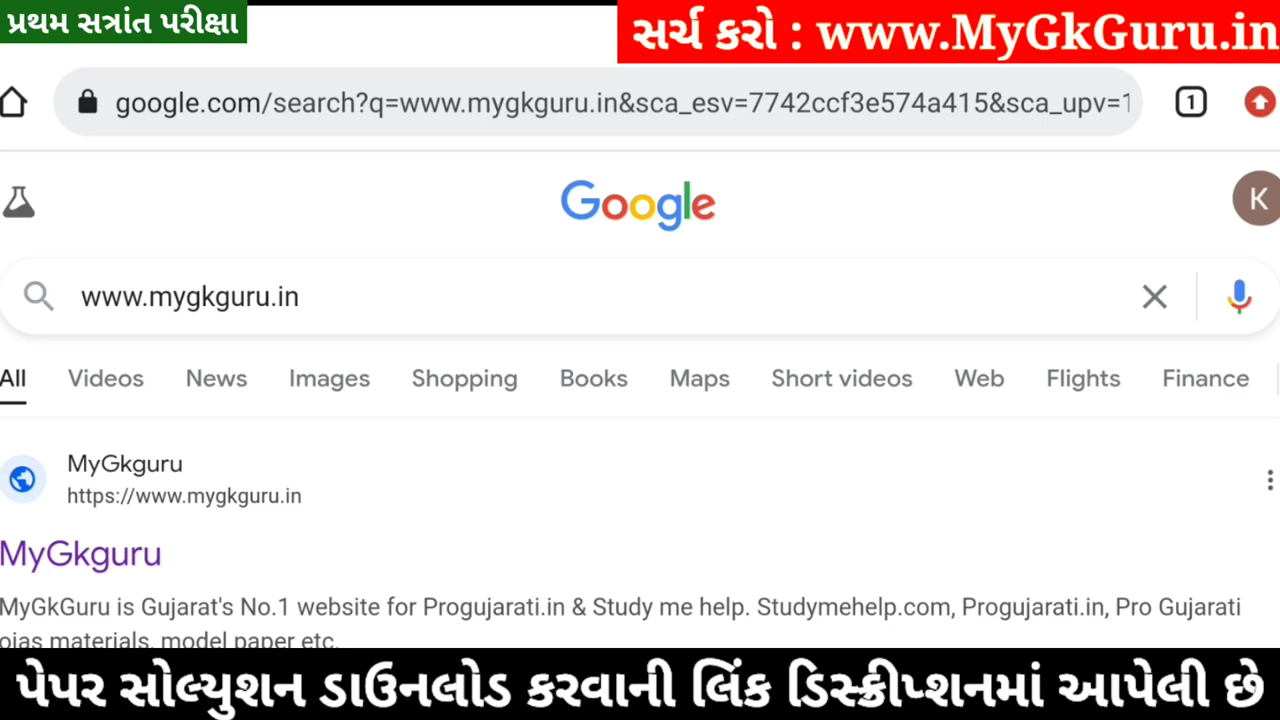 પ્રથમ સત્રાંત પરીક્ષા
સર્ચ કરો : www.MyGkGuru.in
google.com/search?q=www.mygkguru.in&sca_esv=7742ccf3e574a415&sca_upv=1
1
Google
K
www.mygkguru.in
All Videos News Images Shopping Books Maps Short videos Web Flights Finance
MyGkguru
https://www.mygkguru.in
MyGkguru
MyGkGuru is Gujarat's No.1 website for Progujarati.in & Study me help. Studymehelp.com, Progujarati.in, Pro Gujarati
ojas materials, model paper etc.
પેપર સોલ્યુશન ડાઉનલોડ કરવાની લિંક ડિસ્ક્રીપ્શનમાં આપેલી છે